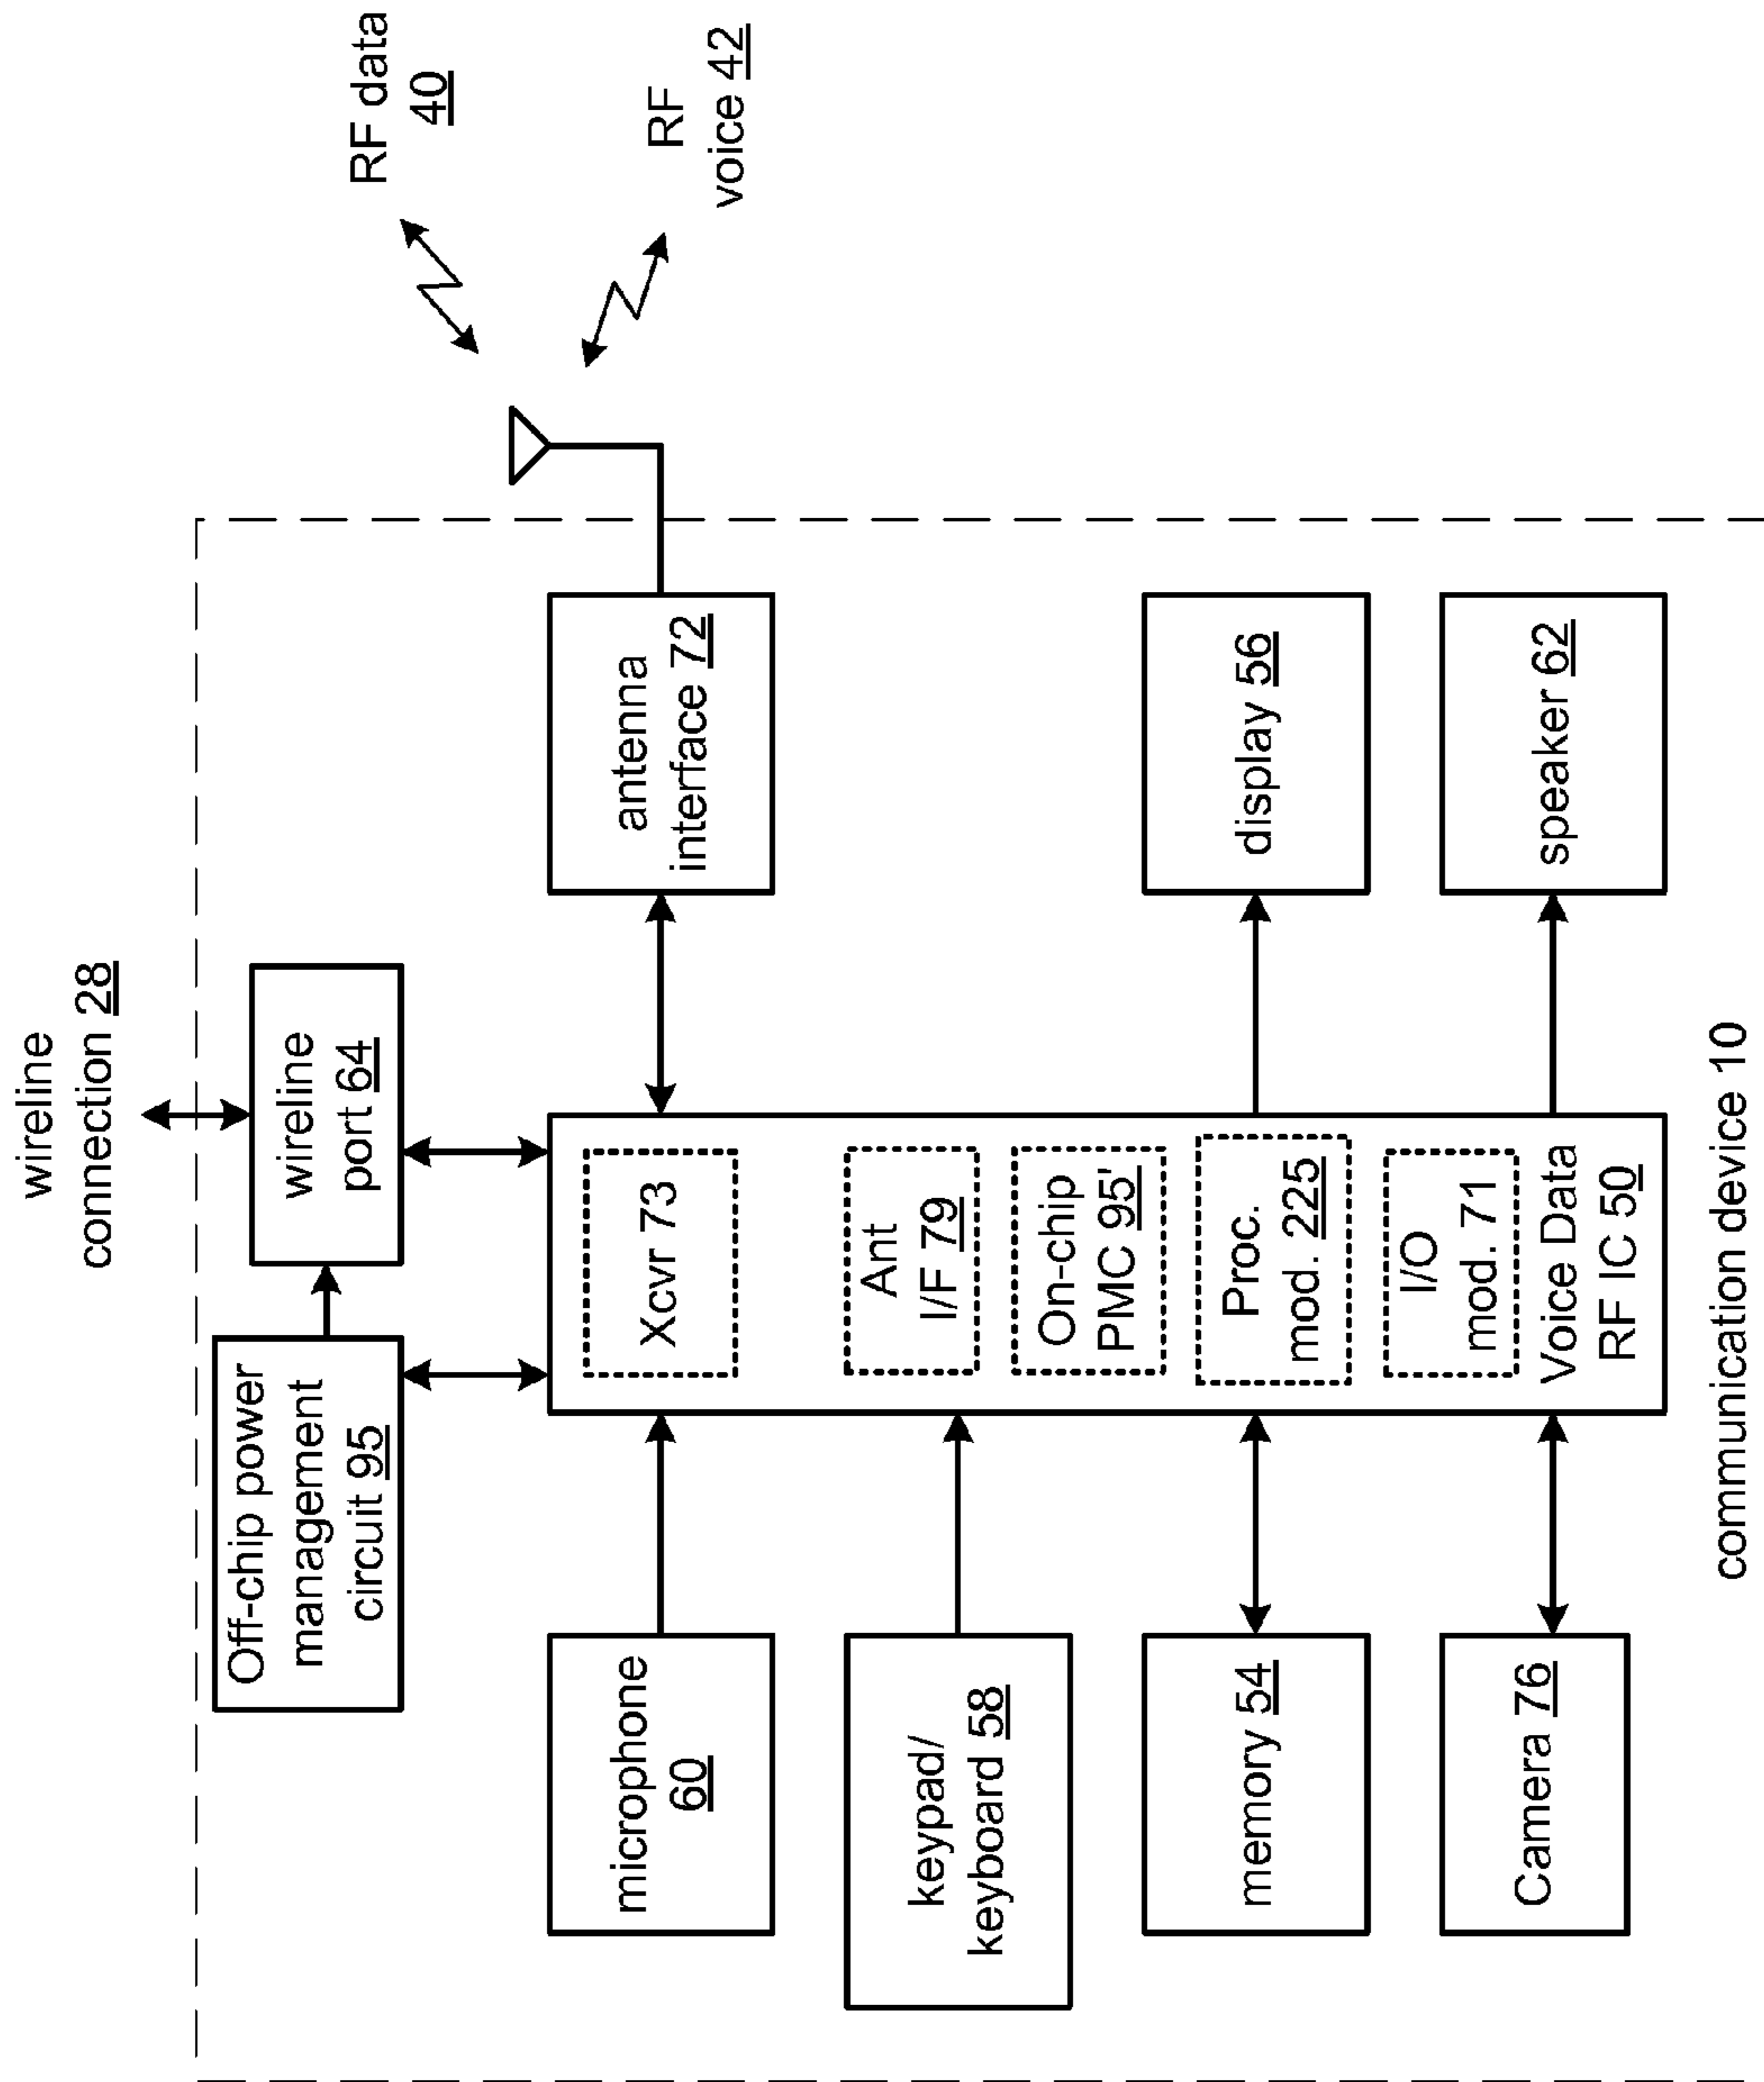 wireline
connection 28
RF data
40
RF
voice 42
Off-chip power
management
circuit 95
wireline
port 64
microphone
60
Xcvr 73
antenna
interface 72
keypad/
keyboard 58
Ant
I/F 79
On-chip
PMC 95'
memory 54
Proc.
mod. 225
display 56
Camera 76
I/O
mod. 71
Voice Data
RF IC 50
speaker 62
communication device 10